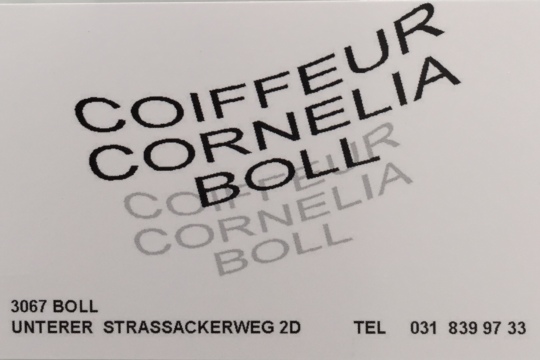 COIFFEUR
CORNELIA
BOLL
COIFFEUR
CORNELIA
BOLL
3067 BOLL
UNTERER STRASSACKERWEG 2D TEL 031 839 97 33